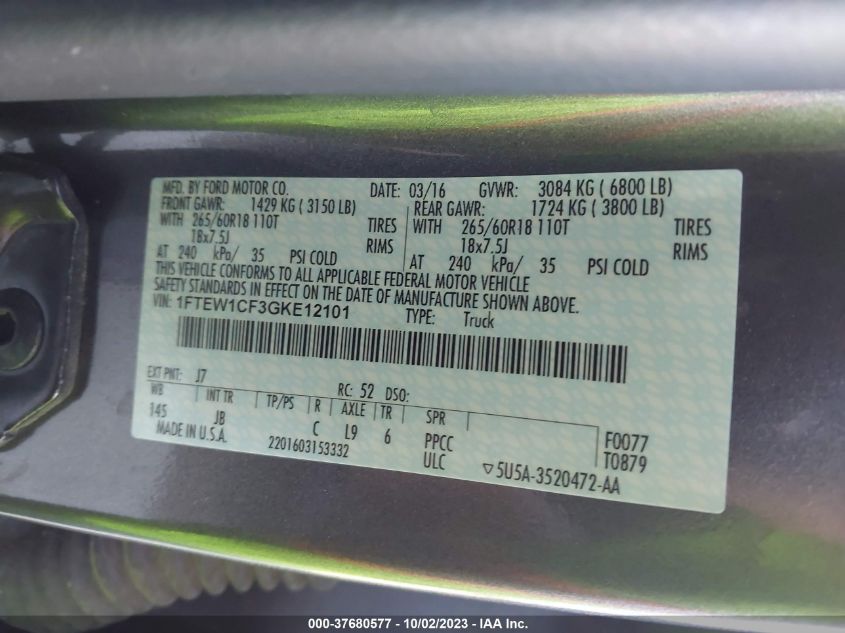 MFD. BY FORD MOTOR CO. DATE: 03/16 GVWR: 3084 KG ( 6800 LB)
FRONT GAWR: 1429 KG ( 3150 LB) REAR GAWR: 1724 KG ( 3800 LB)
WITH 265/60R18 110T TIRES WITH 265/60R18 110T TIRES
18x7.5J RIMS 18x7.5J RIMS
AT 240 kPa/ 35 PSI COLD AT 240 kPa/ 35 PSI COLD
THIS VEHICLE CONFORMS TO ALL APPLICABLE FEDERAL MOTOR VEHICLE
SAFETY STANDARDS IN EFFECT ON THE DATE OF MANUFACTURE SHOWN ABOVE.
VIN: 1FTEW1CF3GKE12101 TYPE: Truck
EXT PNT: J7 RC: 52 DSO:
WB INT TR TP/PS R AXLE TR SPR
145 JB C L9 6 PPCC F0077
MADE IN U.S.A. 2201603153332 ULC T0879
▽5U5A-3520472-AA
000-37680577 - 10/02/2023 - IAA Inc.